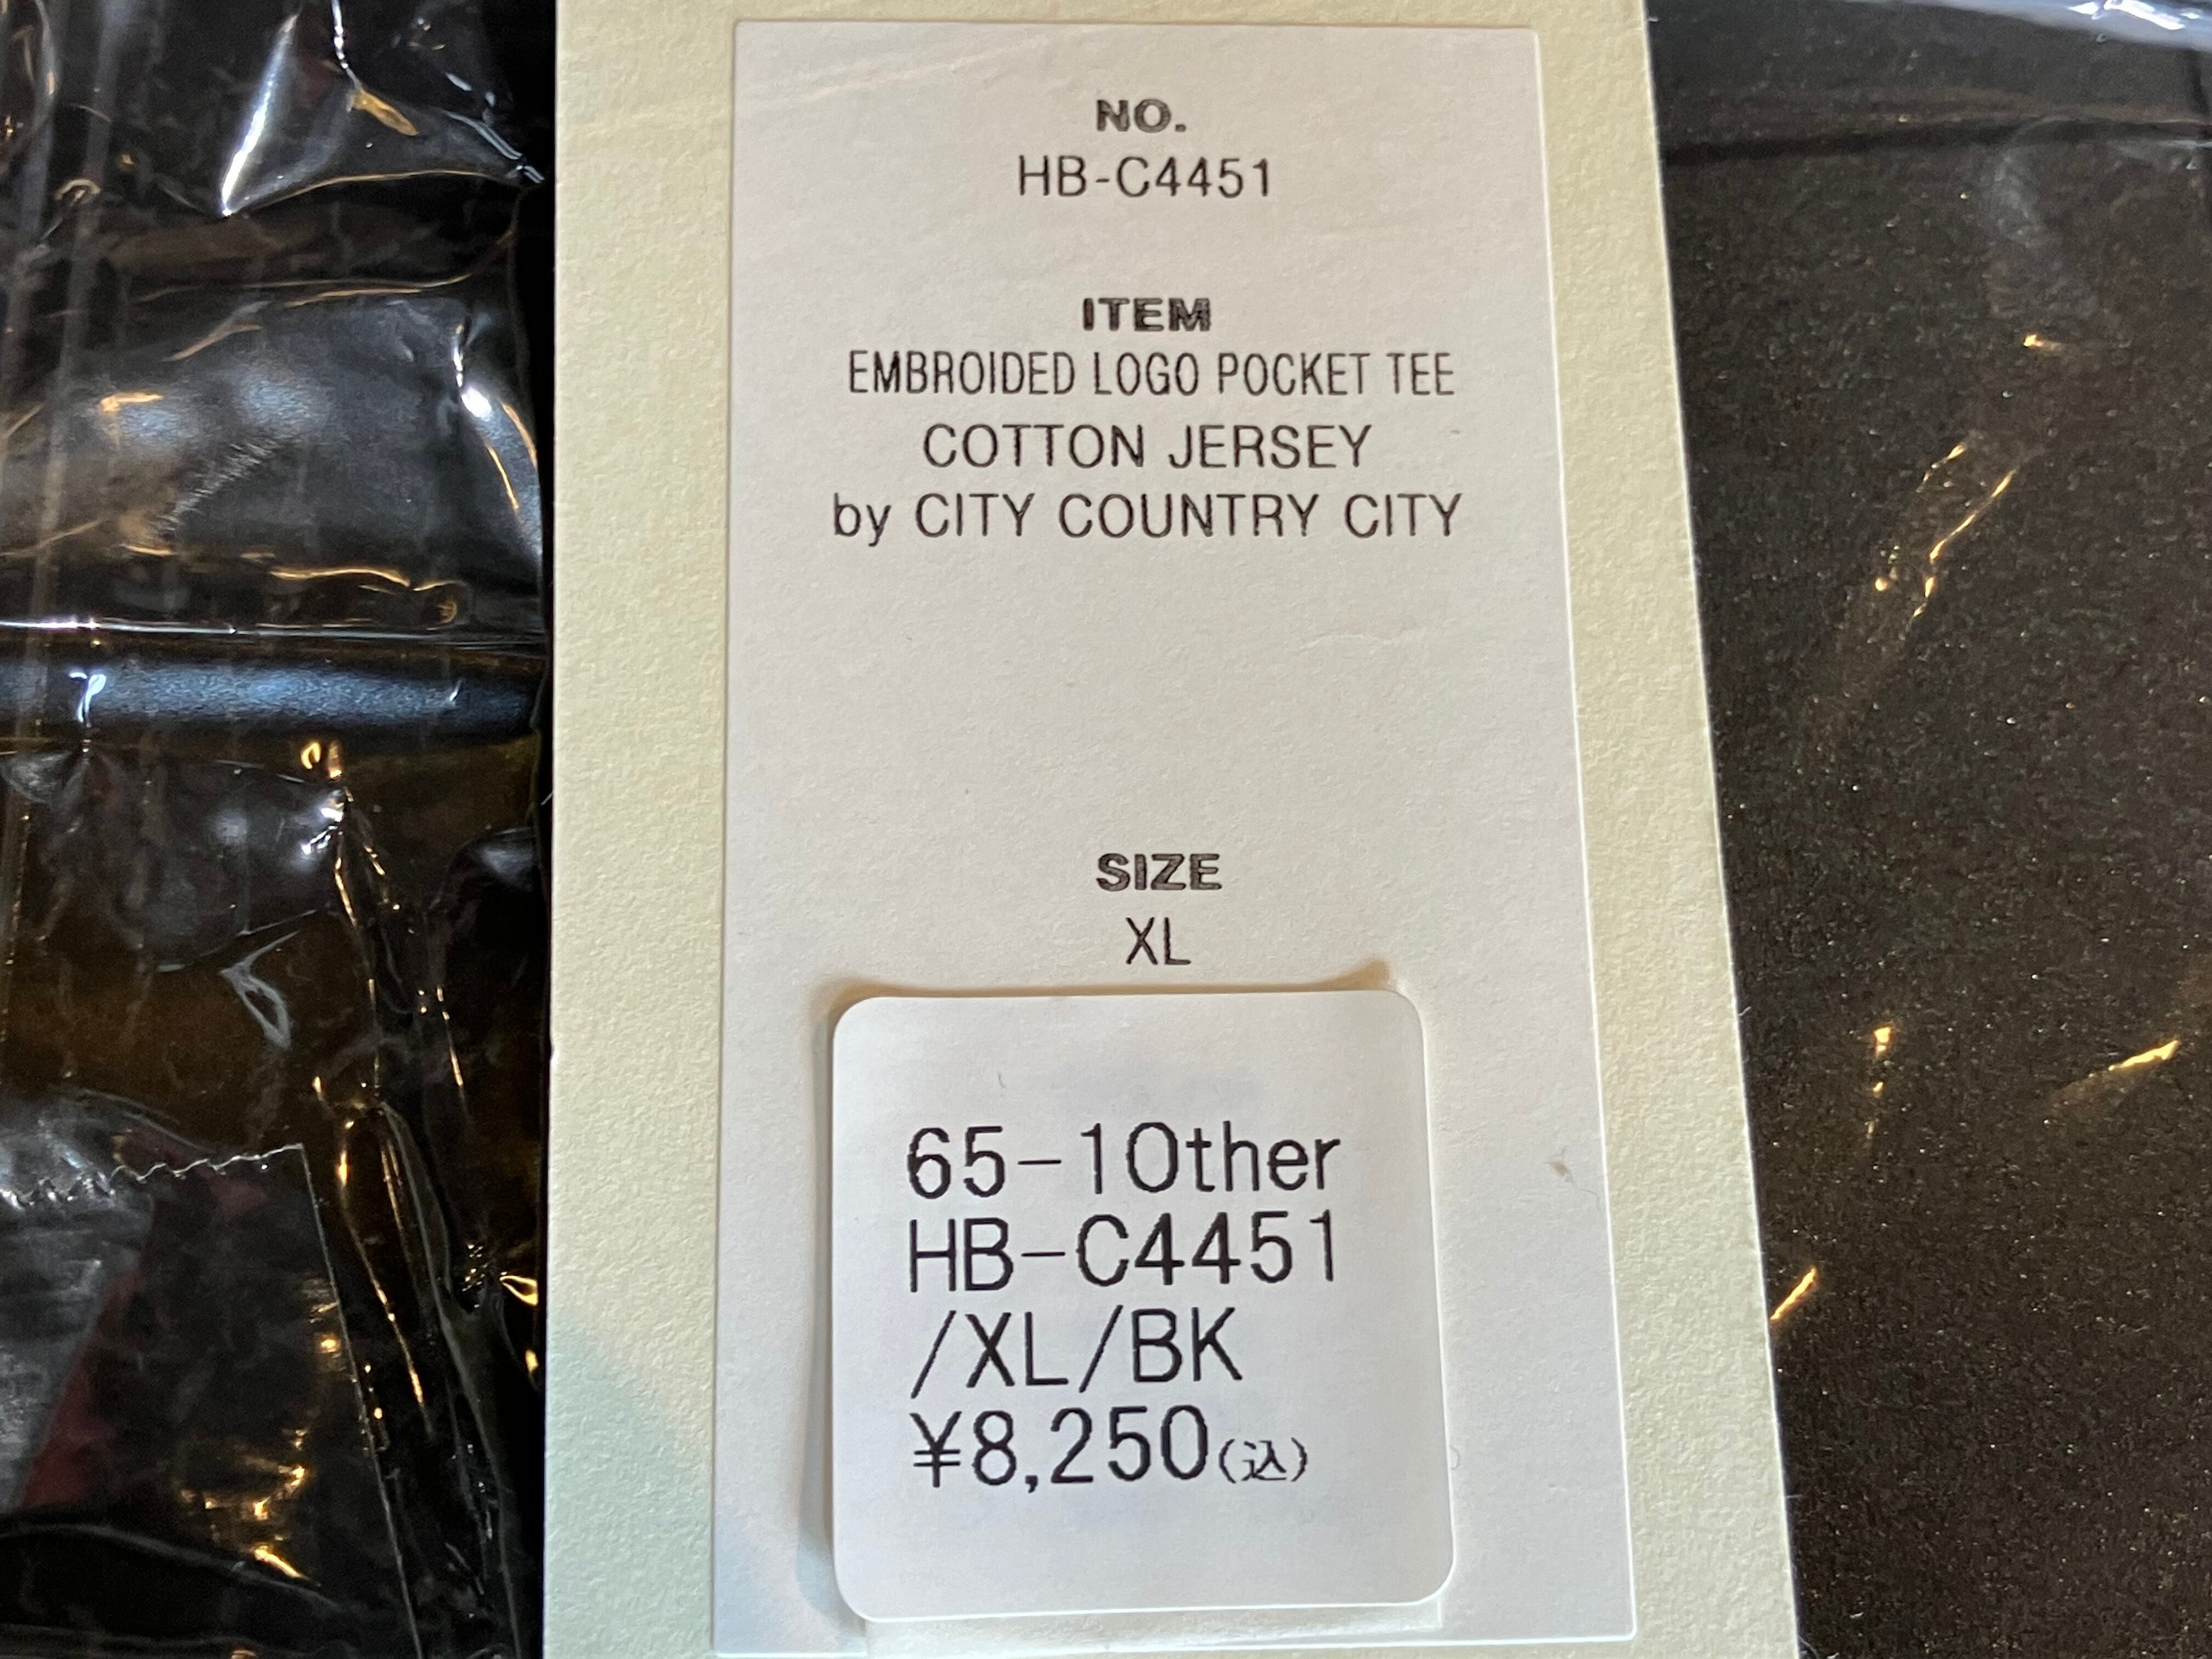 NO.
HB-C4451
ITEM
EMBROIDED LOGO POCKET TEE
COTTON JERSEY
by CITY COUNTRY CITY
SIZE
XL
65-1Other
HB-C4451
/XL/BK
¥8,250(込)